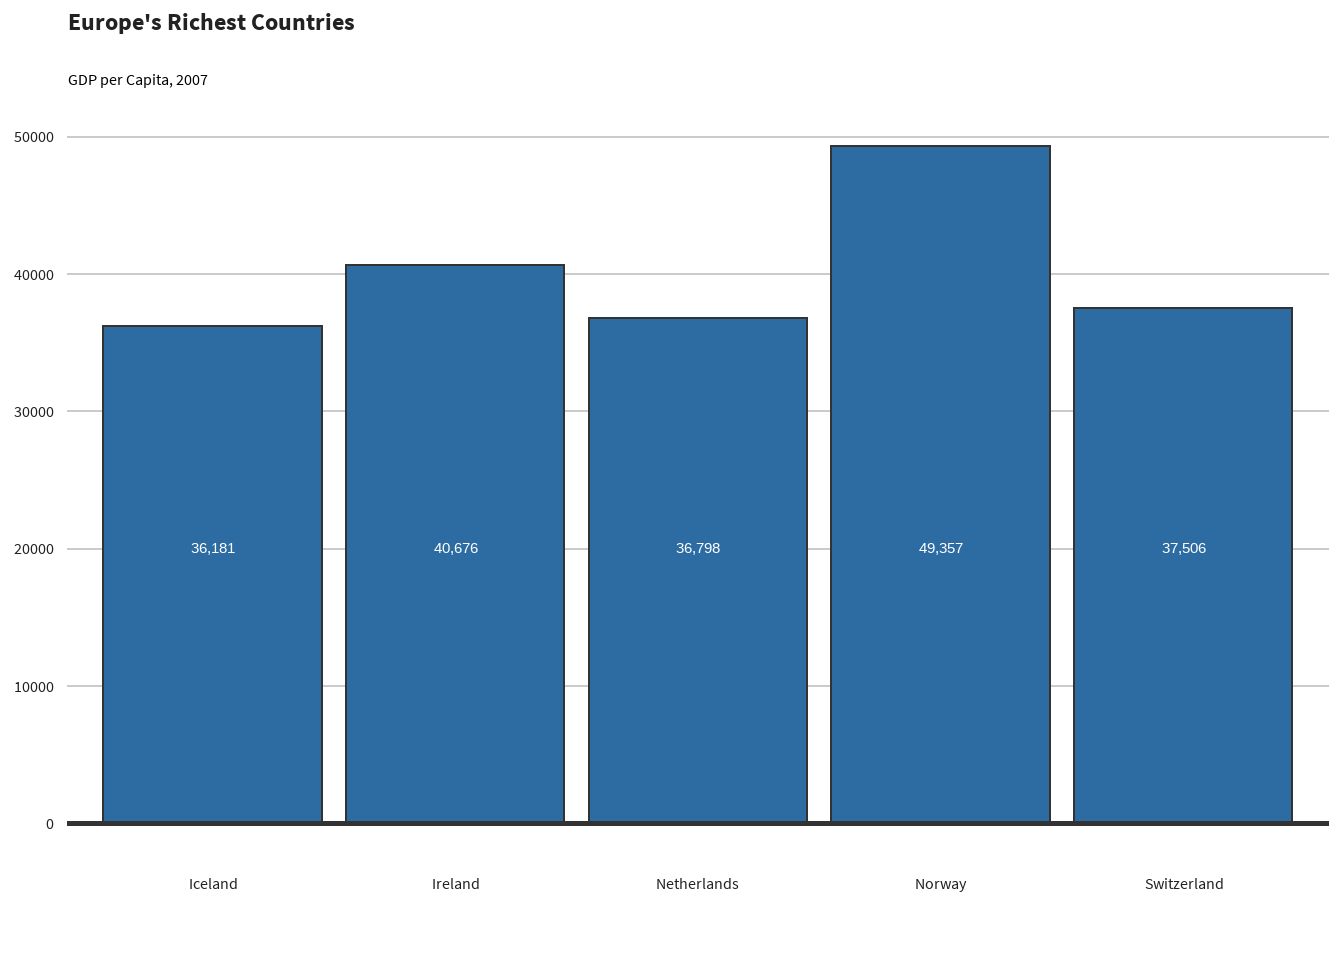 Europe's Richest Countries
GDP per Capita, 2007
50000
40000
30000
20000
10000
0
36,181
40,676
36,798
49,357
37,506
Iceland
Ireland
Netherlands
Norway
Switzerland